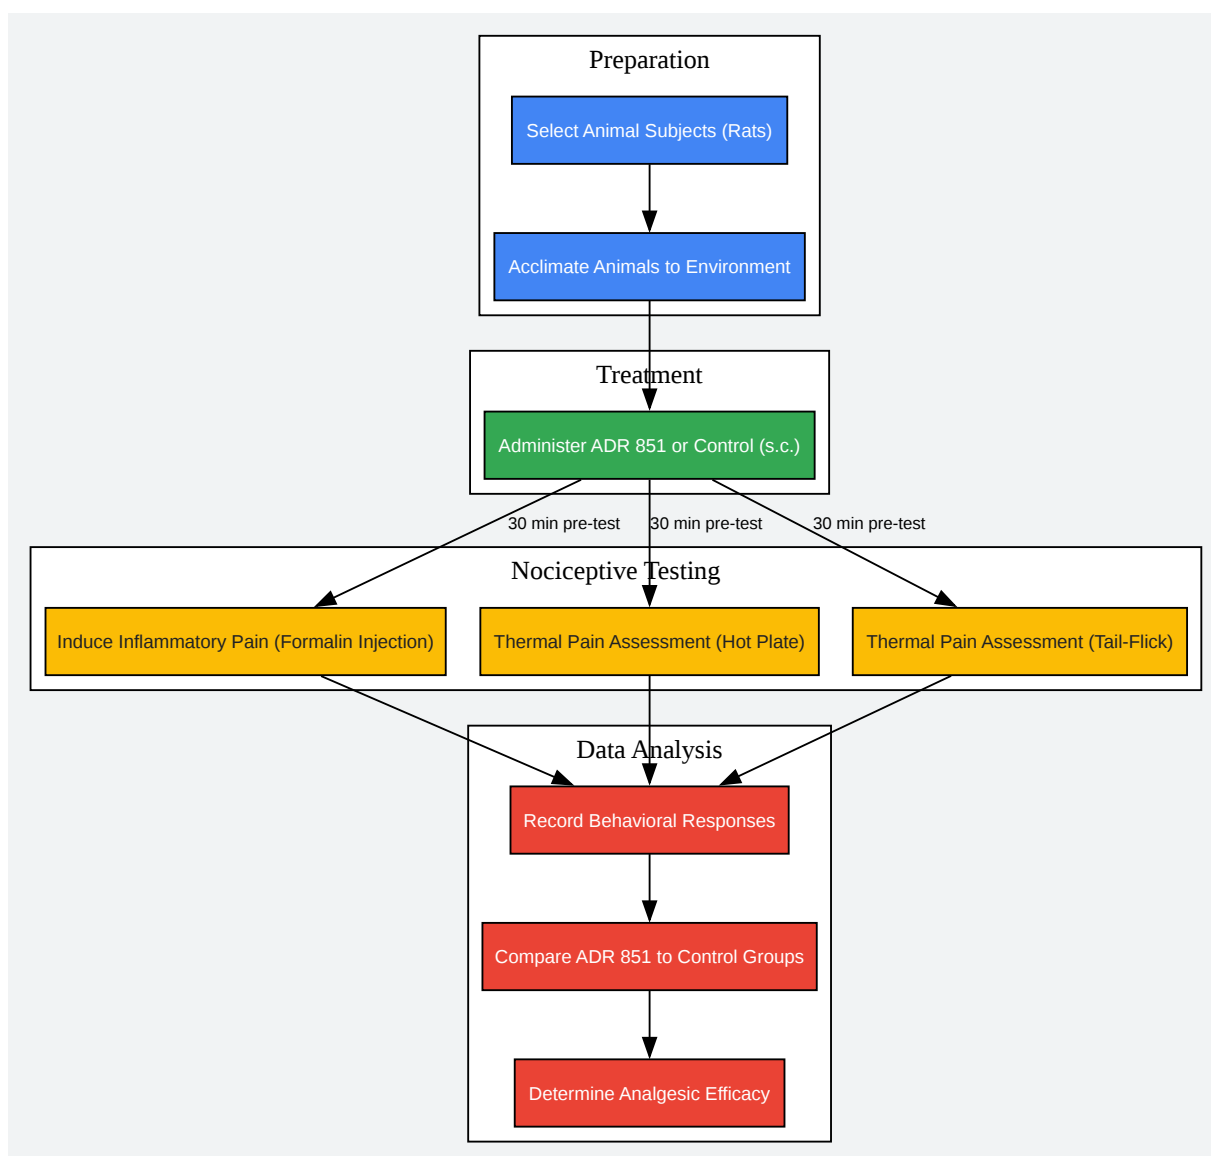 Preparation
Select Animal Subjects (Rats)
Acclimate Animals to Environment
Treatment
Administer ADR 851 or Control (s.c.)
30 min pre-test
30 min pre-test
30 min pre-test
Nociceptive Testing
Induce Inflammatory Pain (Formalin Injection)
Thermal Pain Assessment (Hot Plate)
Thermal Pain Assessment (Tail-Flick)
Data Analysis
Record Behavioral Responses
Compare ADR 851 to Control Groups
Determine Analgesic Efficacy